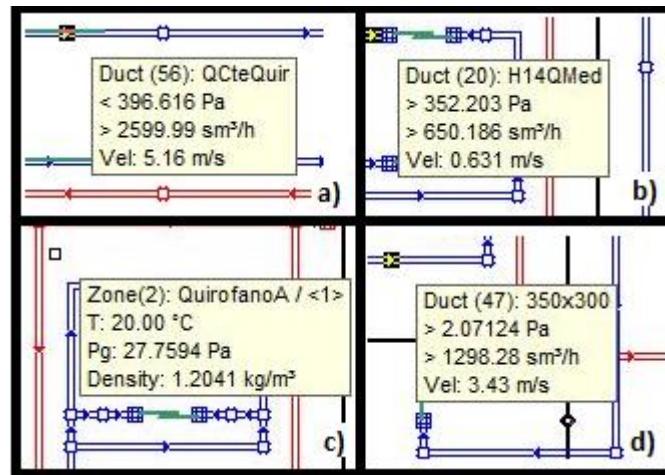 Duct (56): QCteQuir
< 396.616 Pa
> 2599.99 sm³/h
Vel: 5.16 m/s
a)
Duct (20): H14QMed
> 352.203 Pa
> 650.186 sm³/h
Vel: 0.631 m/s
b)
Zone(2): QuirofanoA / <1>
T: 20.00 °C
Pg: 27.7594 Pa
Density: 1.2041 kg/m³
c)
Duct (47): 350x300
> 2.07124 Pa
> 1298.28 sm³/h
Vel: 3.43 m/s
d)